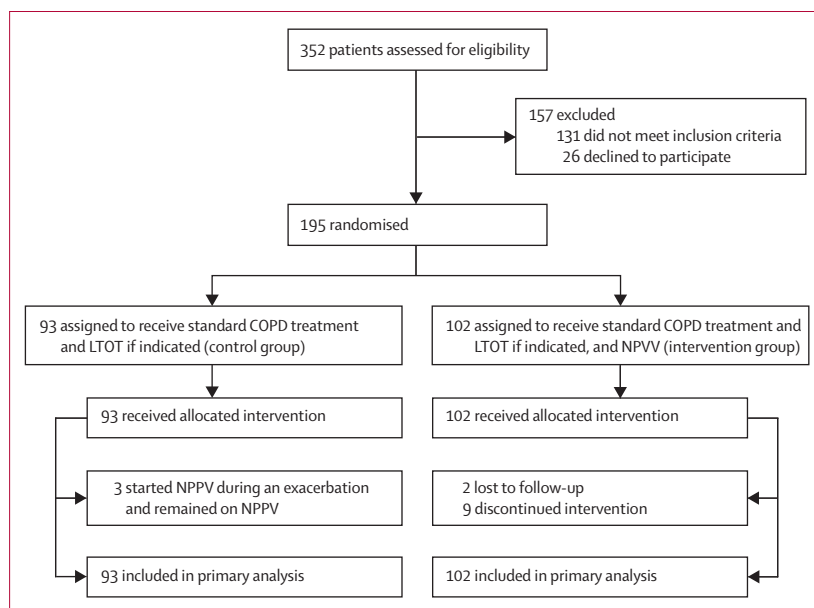 352 patients assessed for eligibility
157 excluded
131 did not meet inclusion criteria
26 declined to participate
195 randomised
93 assigned to receive standard COPD treatment
and LTOT if indicated (control group)
102 assigned to receive standard COPD treatment and
LTOT if indicated, and NPVV (intervention group)
93 received allocated intervention
102 received allocated intervention
3 started NPPV during an exacerbation
and remained on NPPV
2 lost to follow-up
9 discontinued intervention
93 included in primary analysis
102 included in primary analysis